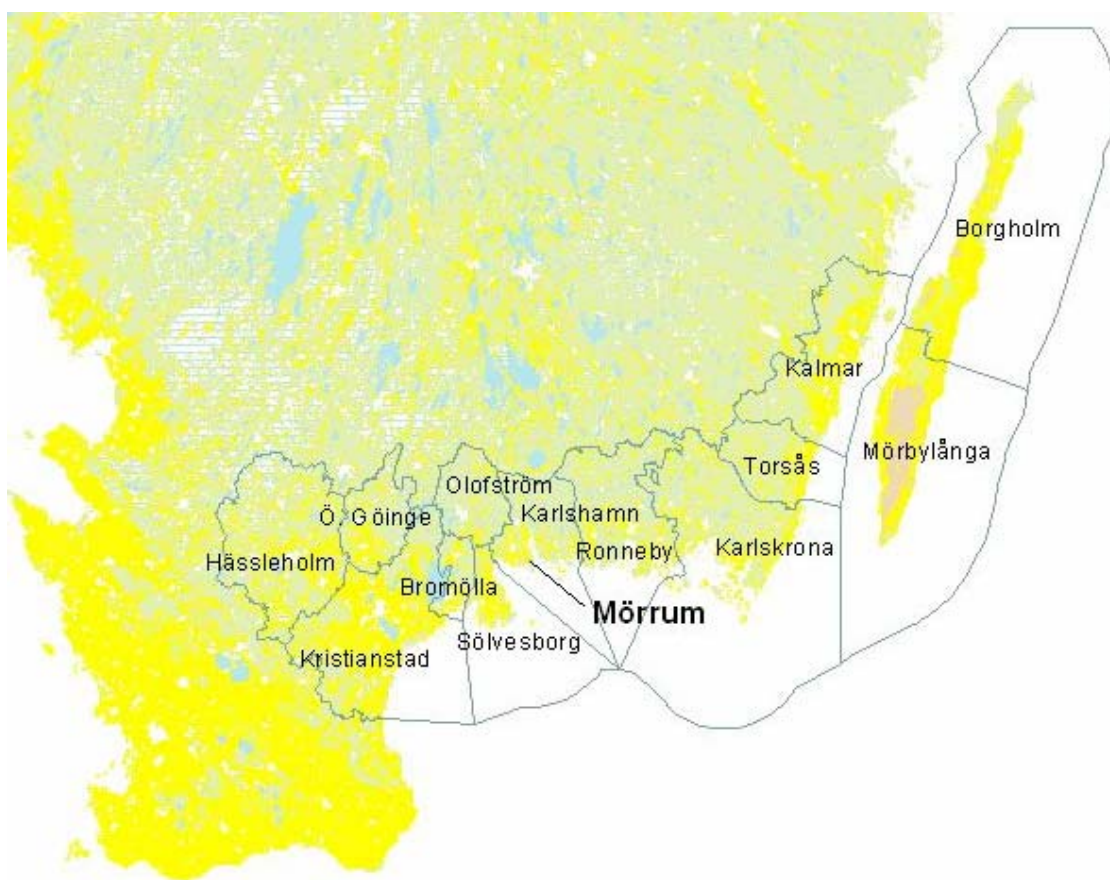 Borgholm
Kalmar
Mörbylånga
Torsås
Olofström
Ö. Göinge
Karlshamn
Karlskrona
Ronneby
Hässleholm
Bromölla
Mörrum
Sölvesborg
Kristianstad